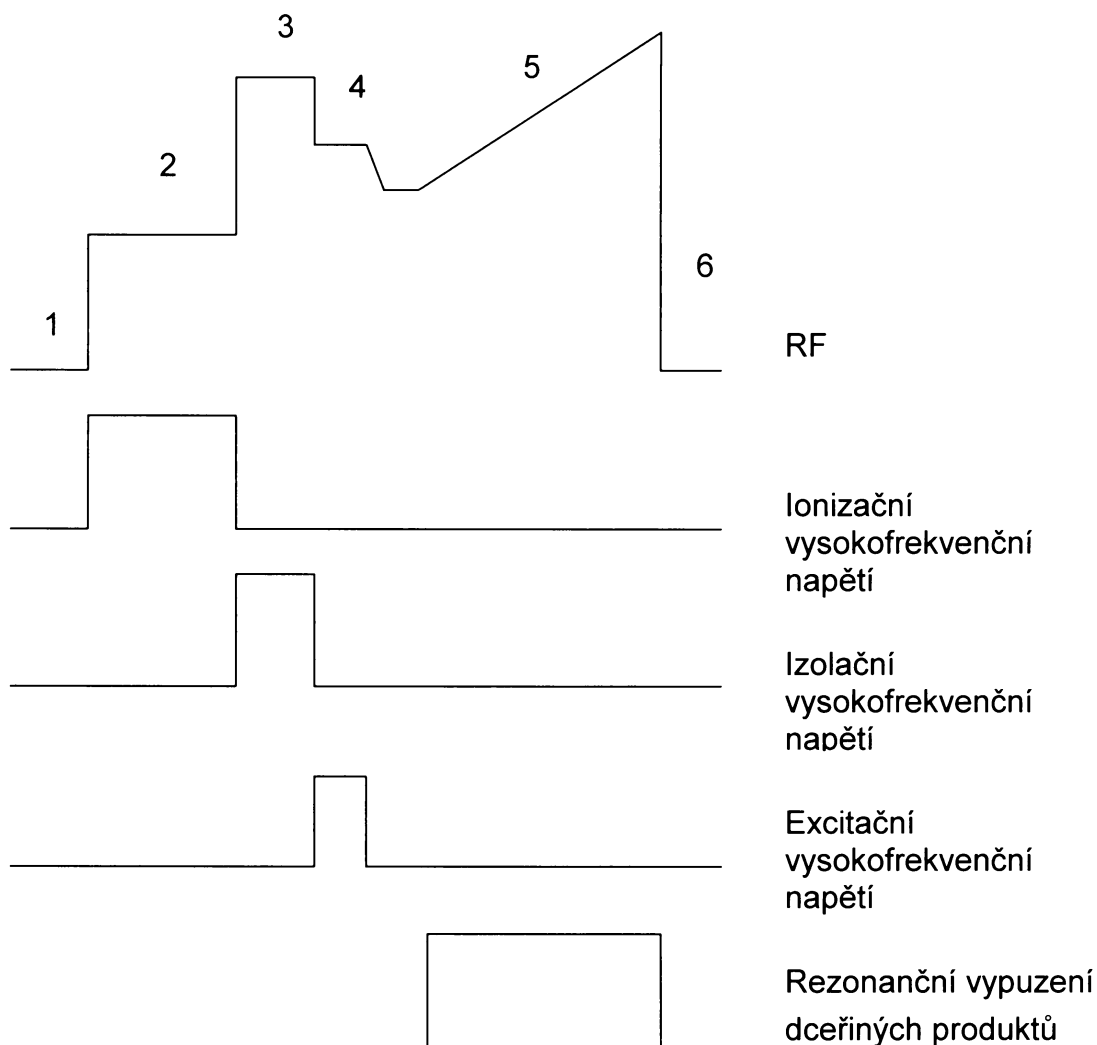 3
4
5
2
6
1
RF
Ionizační
vysokofrekvenční
napětí
Izolační
vysokofrekvenční
napětí
Excitační
vysokofrekvenční
napětí
Rezonanční vypuzení
dceřiných produktů